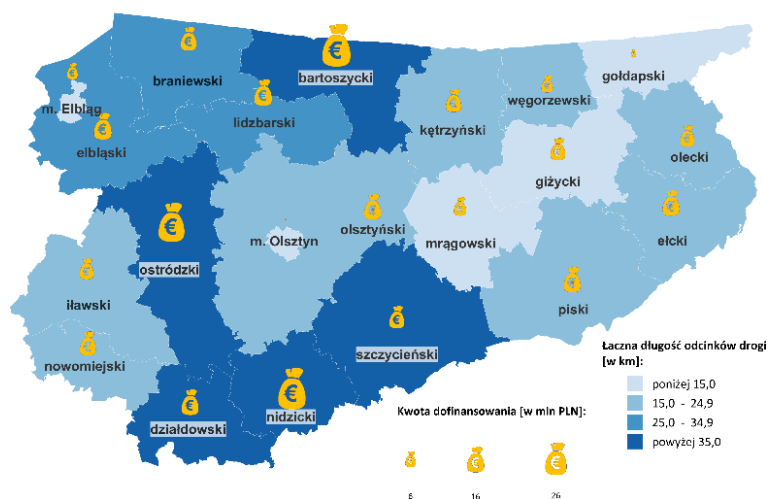 braniewski
bartoszycki
gołdapski
m. Elbląg
węgorzewski
lidzbarski
kętrzyński
elbląski
olecki
giżycki
m. Olsztyn
olsztyński
mrągowski
ełcki
ostródzki
iławski
piski
szczycieński
nowomiejski
nidzicki
działdowski
Łaczna długość odcinków drogi
[w km]:
poniżej 15,0
15,0 - 24,9
25,0 - 34,9
powyżej 35,0
Kwota dofinansowania [w mln PLN]:
6 16 26